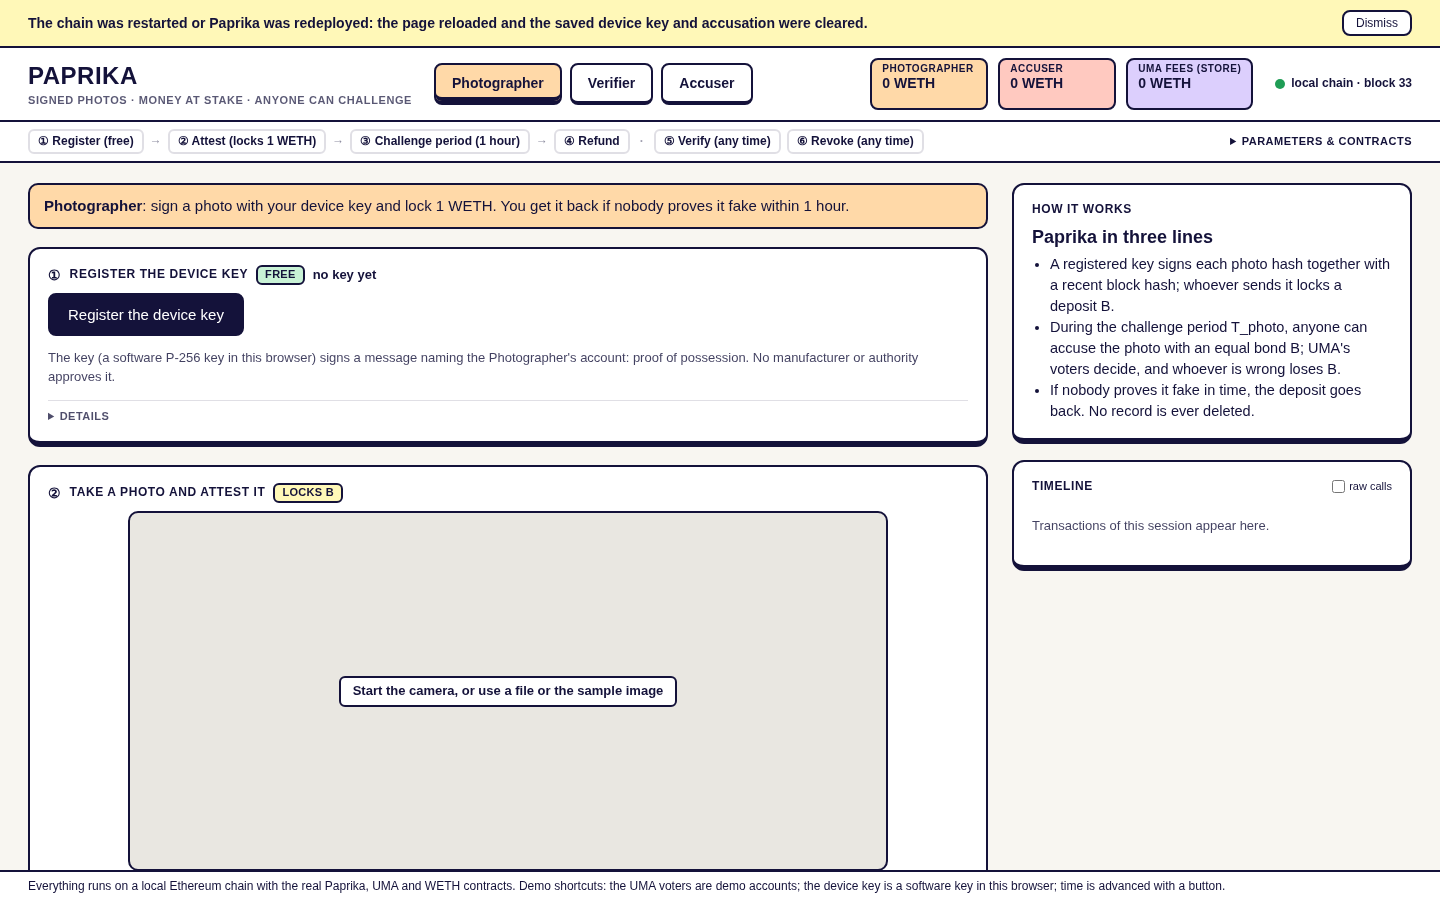 The chain was restarted or Paprika was redeployed: the page reloaded and the saved device key and accusation were cleared.
Dismiss
PAPRIKA
SIGNED PHOTOS · MONEY AT STAKE · ANYONE CAN CHALLENGE
Photographer
Verifier
Accuser
PHOTOGRAPHER
0 WETH
ACCUSER
0 WETH
UMA FEES (STORE)
0 WETH
local chain · block 33
① Register (free) → ② Attest (locks 1 WETH) → ③ Challenge period (1 hour) → ④ Refund · ⑤ Verify (any time) ⑥ Revoke (any time)
▶ PARAMETERS & CONTRACTS
Photographer: sign a photo with your device key and lock 1 WETH. You get it back if nobody proves it fake within 1 hour.
① REGISTER THE DEVICE KEY FREE no key yet
Register the device key
The key (a software P-256 key in this browser) signs a message naming the Photographer's account: proof of possession. No manufacturer or authority
approves it.
▶ DETAILS
② TAKE A PHOTO AND ATTEST IT LOCKS B
Start the camera, or use a file or the sample image
HOW IT WORKS
Paprika in three lines
• A registered key signs each photo hash together with
a recent block hash; whoever sends it locks a
deposit B.
• During the challenge period T_photo, anyone can
accuse the photo with an equal bond B; UMA's
voters decide, and whoever is wrong loses B.
• If nobody proves it fake in time, the deposit goes
back. No record is ever deleted.
TIMELINE
raw calls
Transactions of this session appear here.
Everything runs on a local Ethereum chain with the real Paprika, UMA and WETH contracts. Demo shortcuts: the UMA voters are demo accounts; the device key is a software key in this browser; time is advanced with a button.